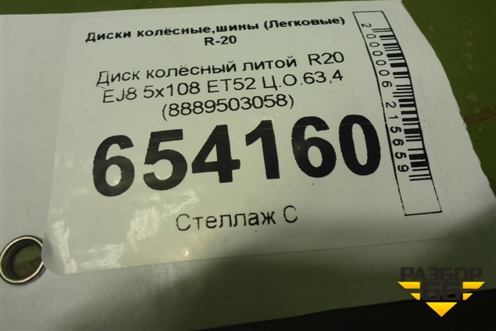 Диски колёсные,шины (Легковые)
R-20
Диск колёсный литой R20
EJ8 5x108 ET52 Ц.О.63,4
(8889503058)
654160
Стеллаж С
2000006215659
РАЗБОР
66